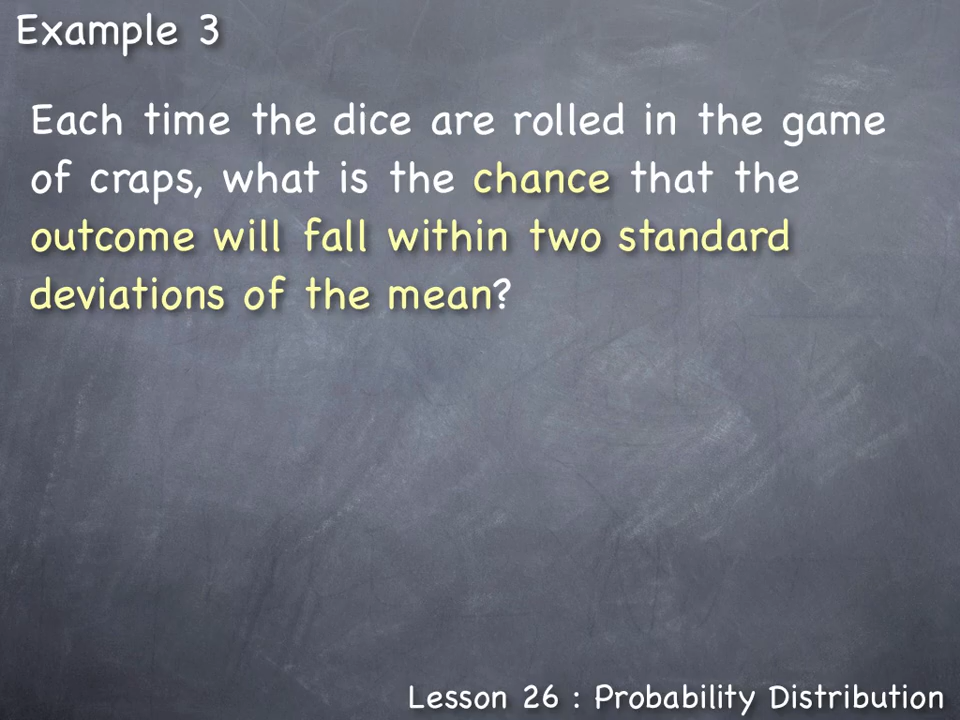 Example 3
Each time the dice are rolled in the game
of craps, what is the chance that the
outcome will fall within two standard
deviations of the mean?
Lesson 26 : Probability Distribution